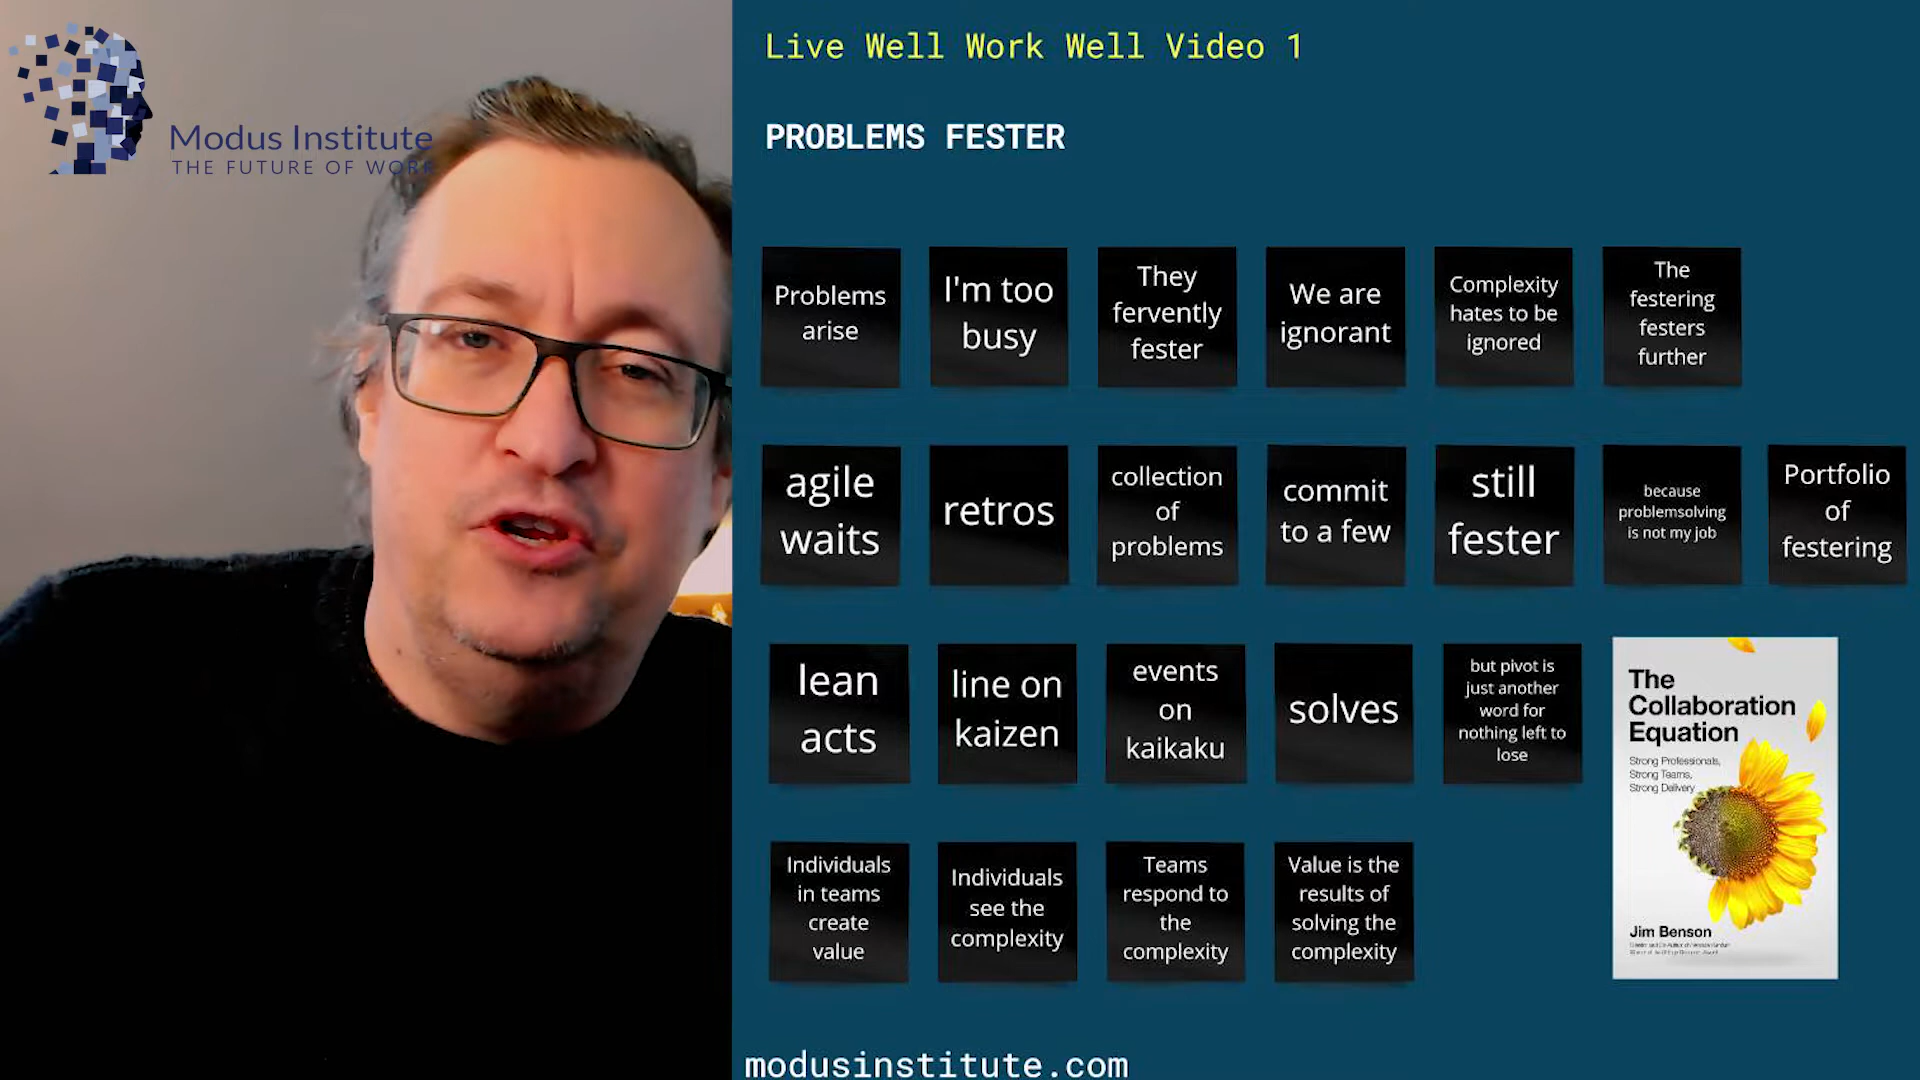 Modus Institute
THE FUTURE OF WORK
Live Well Work Well Video 1
PROBLEMS FESTER
Problems
arise
I'm too
busy
They
fervently
fester
We are
ignorant
Complexity
hates to be
ignored
The
festering
festers
further
agile
waits
retros
collection
of
problems
commit
to a few
still
fester
because
problemsolving
is not my job
Portfolio
of
festering
lean
acts
line on
kaizen
events
on
kaikaku
solves
but pivot is
just another
word for
nothing left to
lose
The
Collaboration
Equation
Strong Professionals,
Strong Teams,
Strong Delivery
Jim Benson
Individuals
in teams
create
value
Individuals
see the
complexity
Teams
respond to
the
complexity
Value is the
results of
solving the
complexity
modusinstitute.com